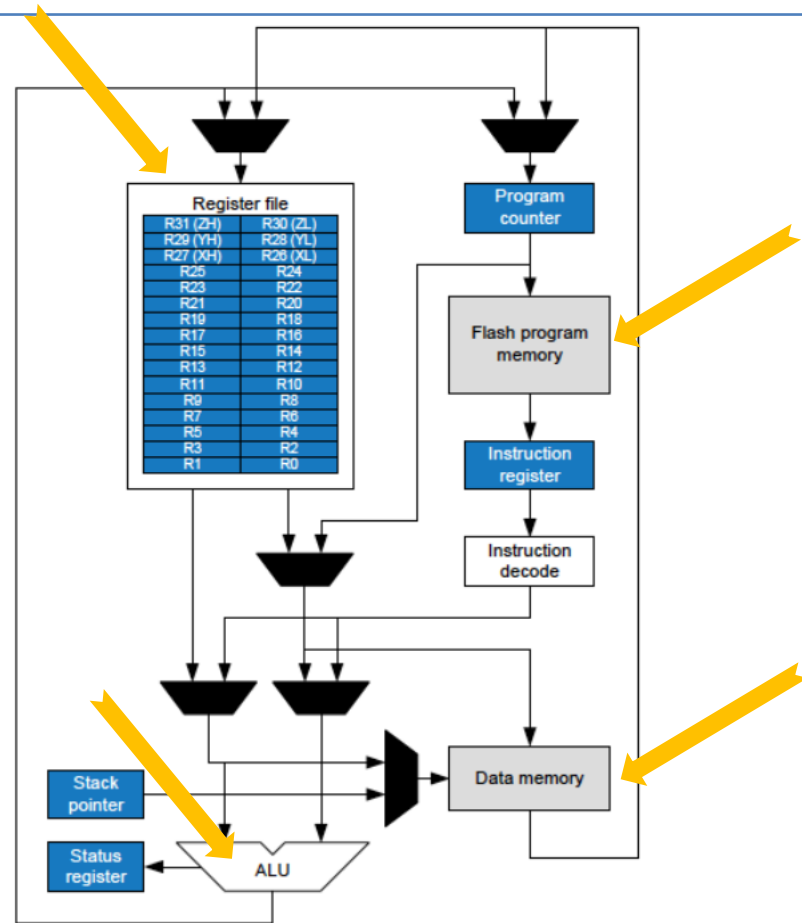 Register file
R31 (ZH) R30 (ZL)
R29 (YH) R28 (YL)
R27 (XH) R26 (XL)
R25 R24
R23 R22
R21 R20
R19 R18
R17 R16
R15 R14
R13 R12
R11 R10
R9 R8
R7 R6
R5 R4
R3 R2
R1 R0
Program
counter
Flash program
memory
Instruction
register
Instruction
decode
Stack
pointer
Data memory
Status
register
ALU